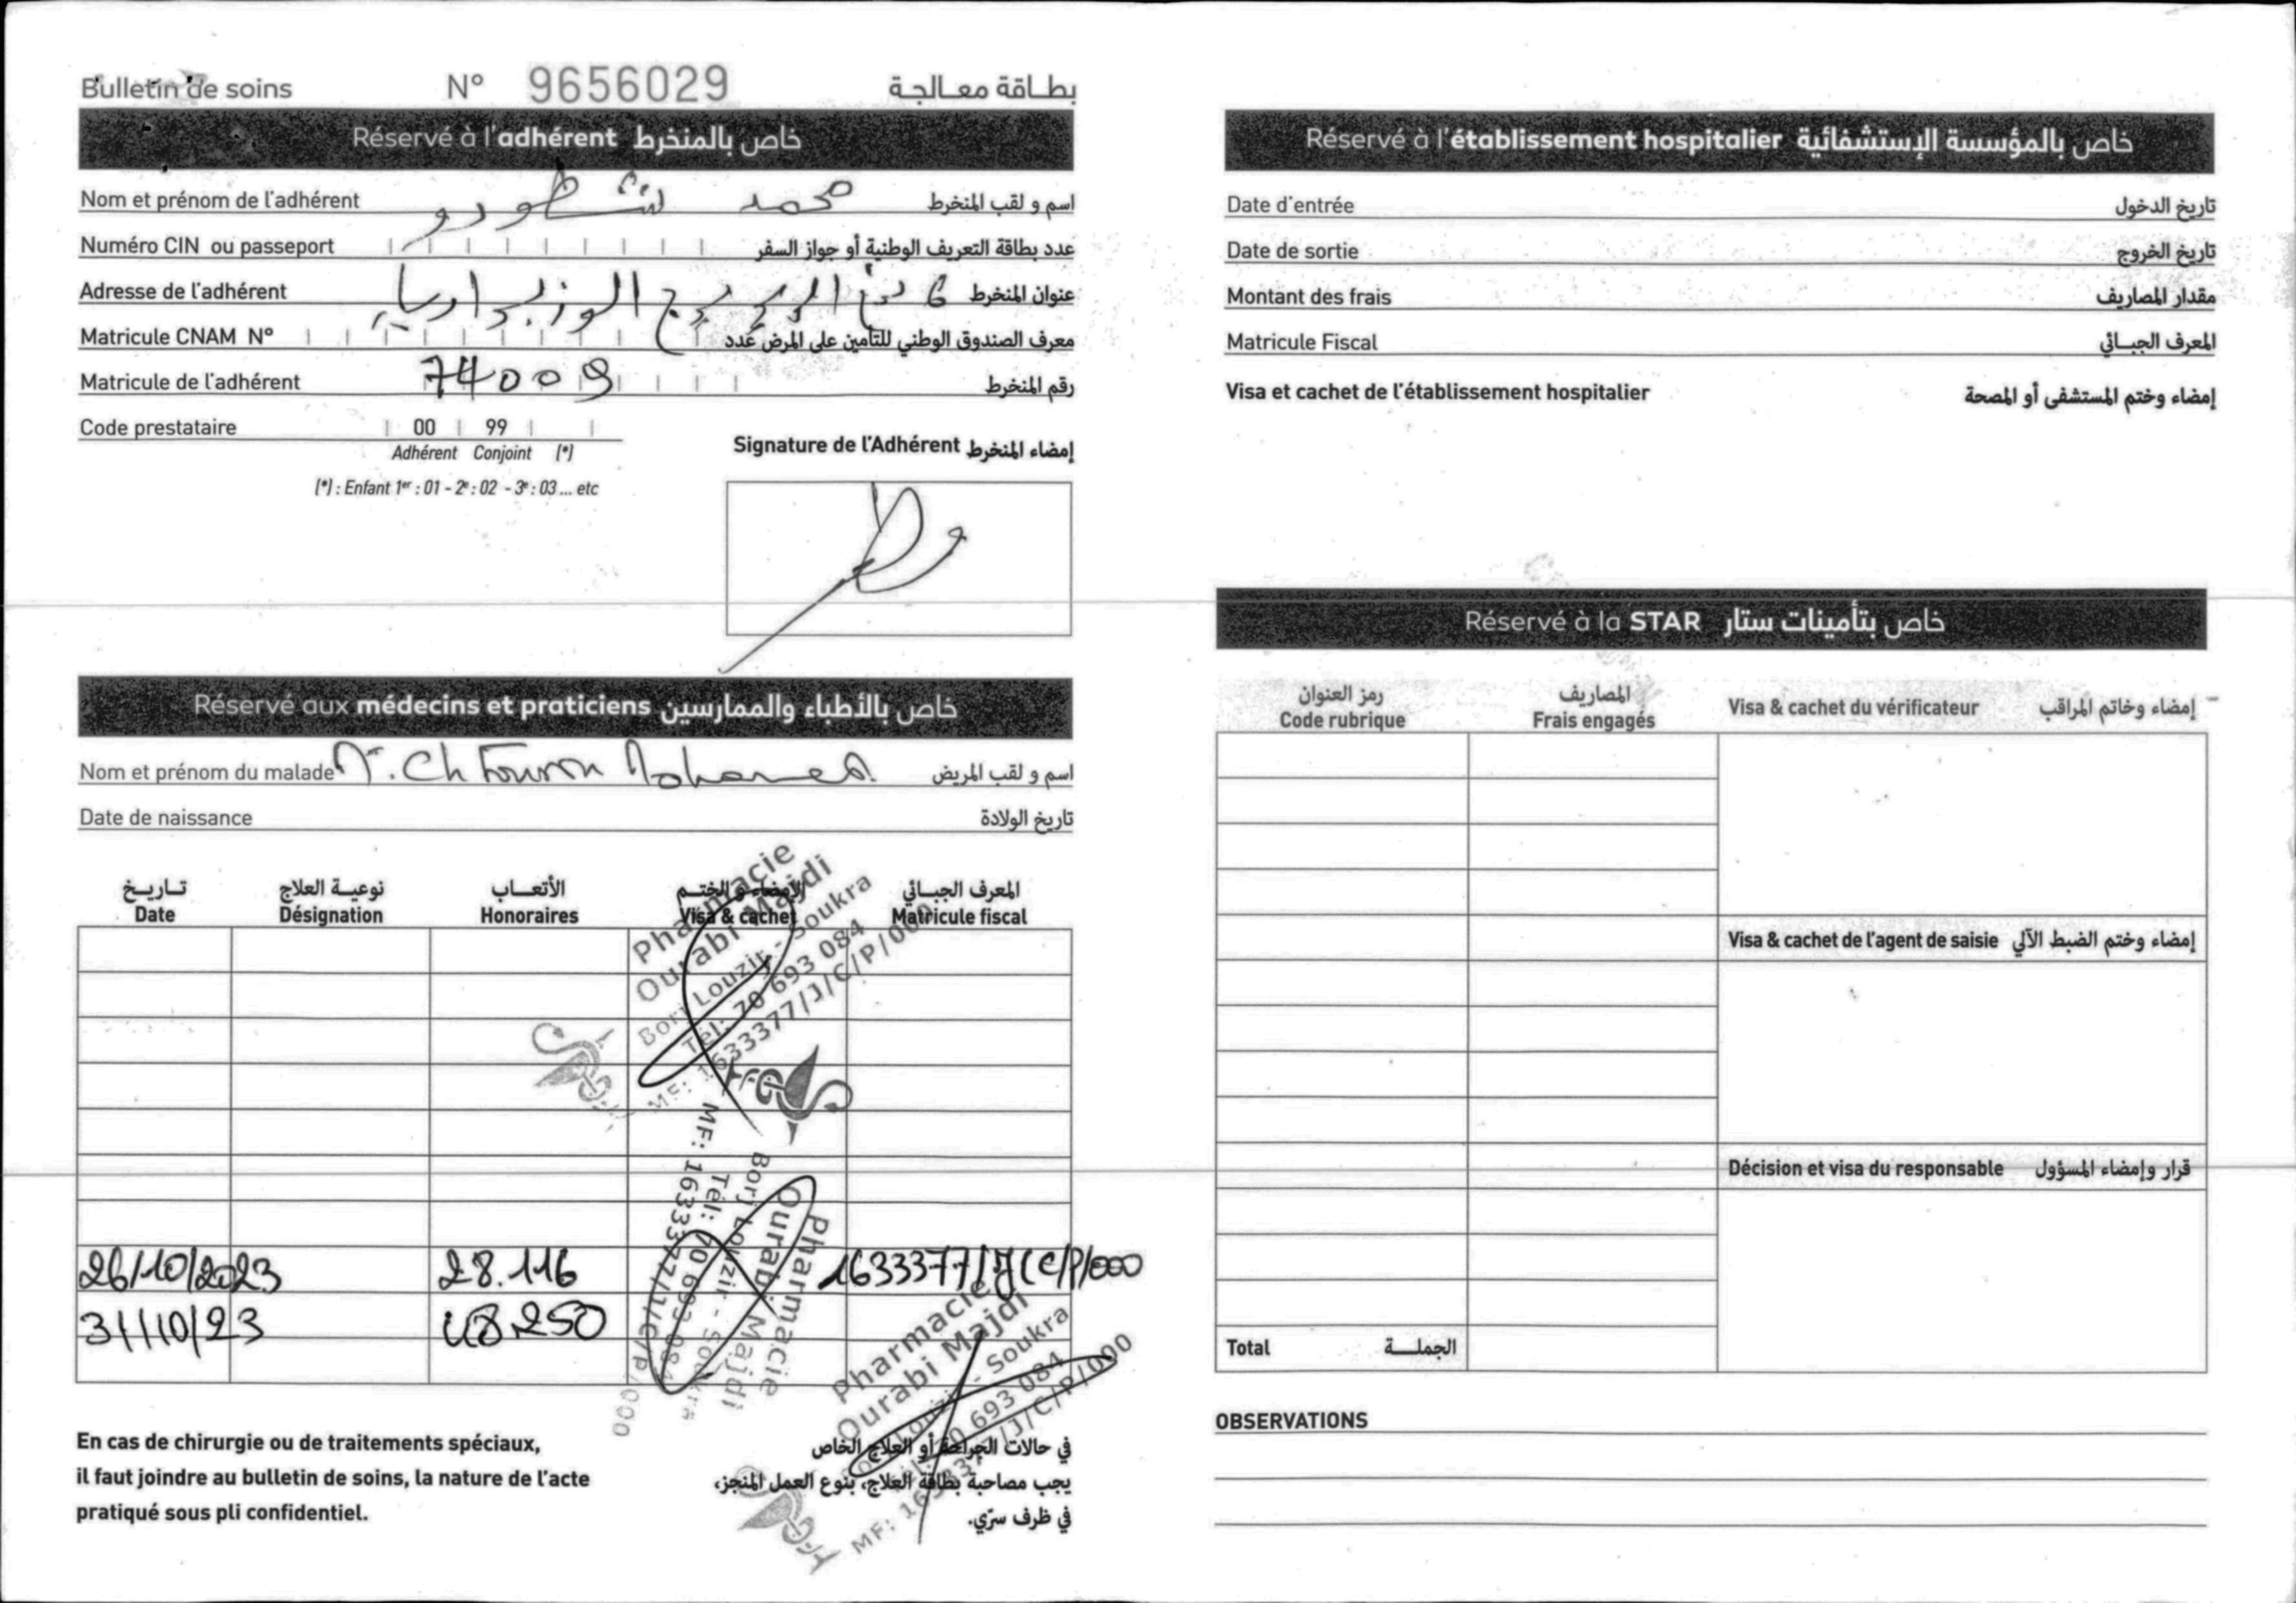 Bulletin de soins N° 9656029 بطاقة معالجة
Réservé à l'adhérent خاص بالمنخرط
Nom et prénom de l'adhérent محمد شطورو اسم و لقب المنخرط
Numéro CIN ou passeport عدد بطاقة التعريف الوطنية أو جواز السفر
Adresse de l'adhérent 6 عنوان المنخرط
Matricule CNAM N° معرف الصندوق الوطني للتأمين على المرض عدد
Matricule de l'adhérent 74009 رقم المنخرط
Code prestataire 00 99
Adhérent Conjoint (*)
(*) : Enfant 1er : 01 - 2e : 02 - 3e : 03 ... etc
Signature de l'Adhérent إمضاء المنخرط
Réservé aux médecins et praticiens خاص بالأطباء والممارسين
Nom et prénom du malade Mr. Chtourou Mohamed اسم و لقب المريض
Date de naissance تاريخ الولادة
تاريخ نوعية العلاج الأتعاب الإمضاء و الختم المعرف الجبائي
Date Désignation Honoraires Visa & cachet Matricule fiscal
Pharmacie
Ourabi Majdi
Borj Louzir - Soukra
Tél: 70 693 084
MF: 1633377/J/C/P/000
Pharmacie
Ourabi Majdi
Borj Louzir - Soukra
Tél: 70 693 084
MF: 1633377/J/C/P/000
26/10/2023 28.116 1633377/J/C/P/000
31/10/23 48.250
Pharmacie
Ourabi Majdi
Borj Louzir - Soukra
Tél: 70 693 084
MF: 1633377/J/C/P/000
En cas de chirurgie ou de traitements spéciaux,
il faut joindre au bulletin de soins, la nature de l'acte
pratiqué sous pli confidentiel.
في حالات الجراحة أو العلاج الخاص
يجب مصاحبة بطاقة العلاج، بنوع العمل المنجز،
في ظرف سرّي.
Réservé à l'établissement hospitalier خاص بالمؤسسة الإستشفائية
Date d'entrée تاريخ الدخول
Date de sortie تاريخ الخروج
Montant des frais مقدار المصاريف
Matricule Fiscal المعرف الجبائي
Visa et cachet de l'établissement hospitalier إمضاء وختم المستشفى أو المصحة
Réservé à la STAR خاص بتأمينات ستار
رمز العنوان المصاريف
Code rubrique Frais engagés Visa & cachet du vérificateur إمضاء وخاتم المراقب
Visa & cachet de l'agent de saisie إمضاء وختم الضبط الآلي
Décision et visa du responsable قرار وإمضاء المسؤول
Total الجملة
OBSERVATIONS